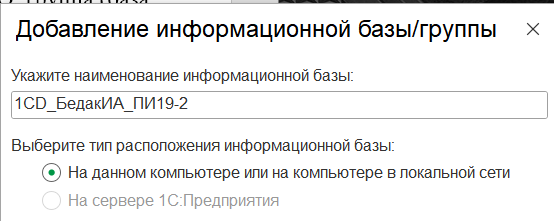 Добавление информационной базы/группы
Укажите наименование информационной базы:
1CD_БедакИА_ПИ19-2
Выберите тип расположения информационной базы:
На данном компьютере или на компьютере в локальной сети
На сервере 1С:Предприятия